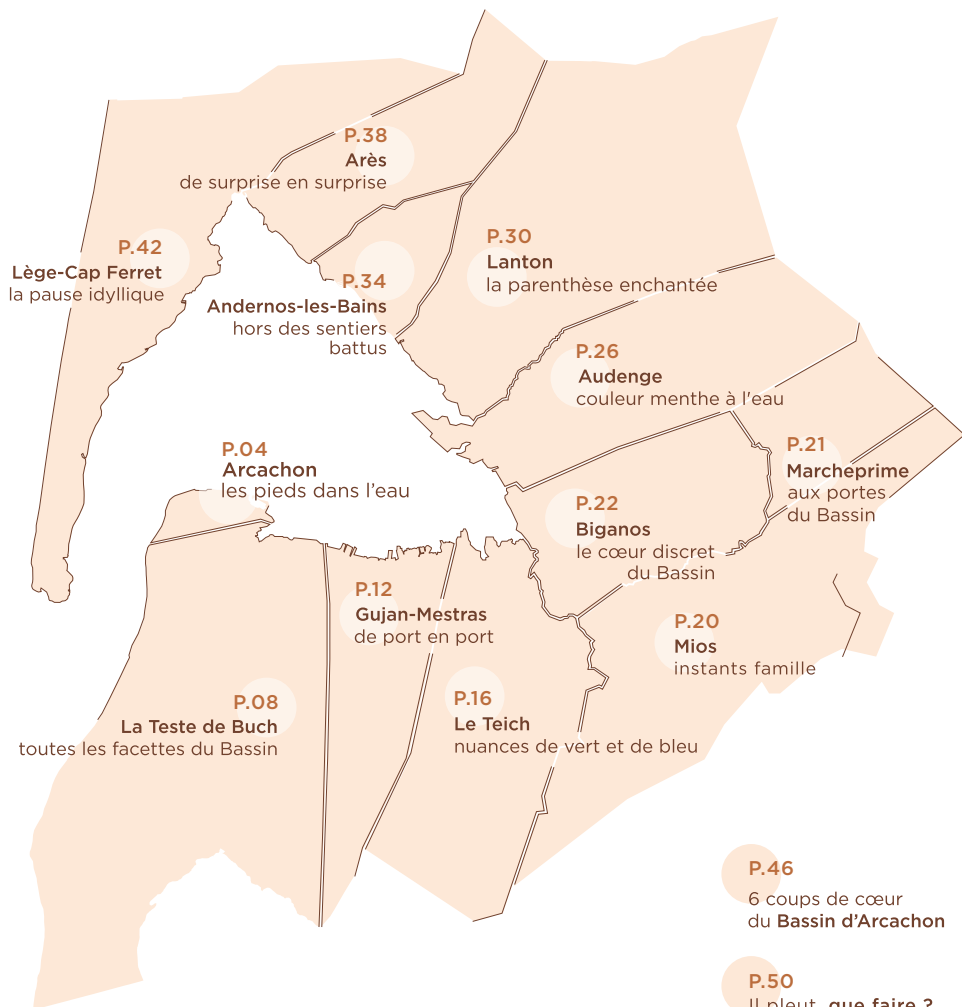 P.38
Arès
de surprise en surprise
P.42
Lège-Cap Ferret
la pause idyllique
P.34
Andernos-les-Bains
hors des sentiers
battus
P.30
Lanton
la parenthèse enchantée
P.26
Audenge
couleur menthe à l'eau
P.04
Arcachon
les pieds dans l’eau
P.21
Marcheprime
aux portes
du Bassin
P.22
Biganos
le cœur discret
du Bassin
P.12
Gujan-Mestras
de port en port
P.20
Mios
instants famille
P.08
La Teste de Buch
toutes les facettes du Bassin
P.16
Le Teich
nuances de vert et de bleu
P.46
6 coups de cœur
du Bassin d’Arcachon
P.50
Il pleut, que faire ?